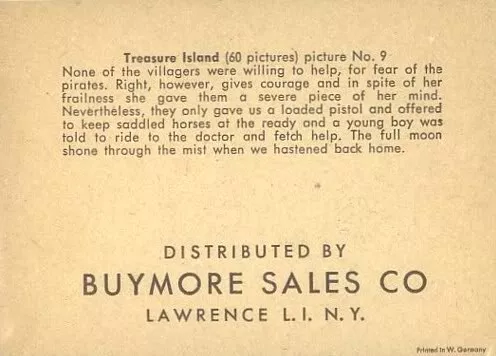 Treasure Island (60 pictures) picture No. 9
None of the villagers were willing to help, for fear of the
pirates. Right, however, gives courage and in spite of her
frailness she gave them a severe piece of her mind.
Nevertheless, they only gave us a loaded pistol and offered
to keep saddled horses at the ready and a young boy was
told to ride to the doctor and fetch help. The full moon
shone through the mist when we hastened back home.
DISTRIBUTED BY
BUYMORE SALES CO
LAWRENCE L. I. N. Y.
Printed in W. Germany